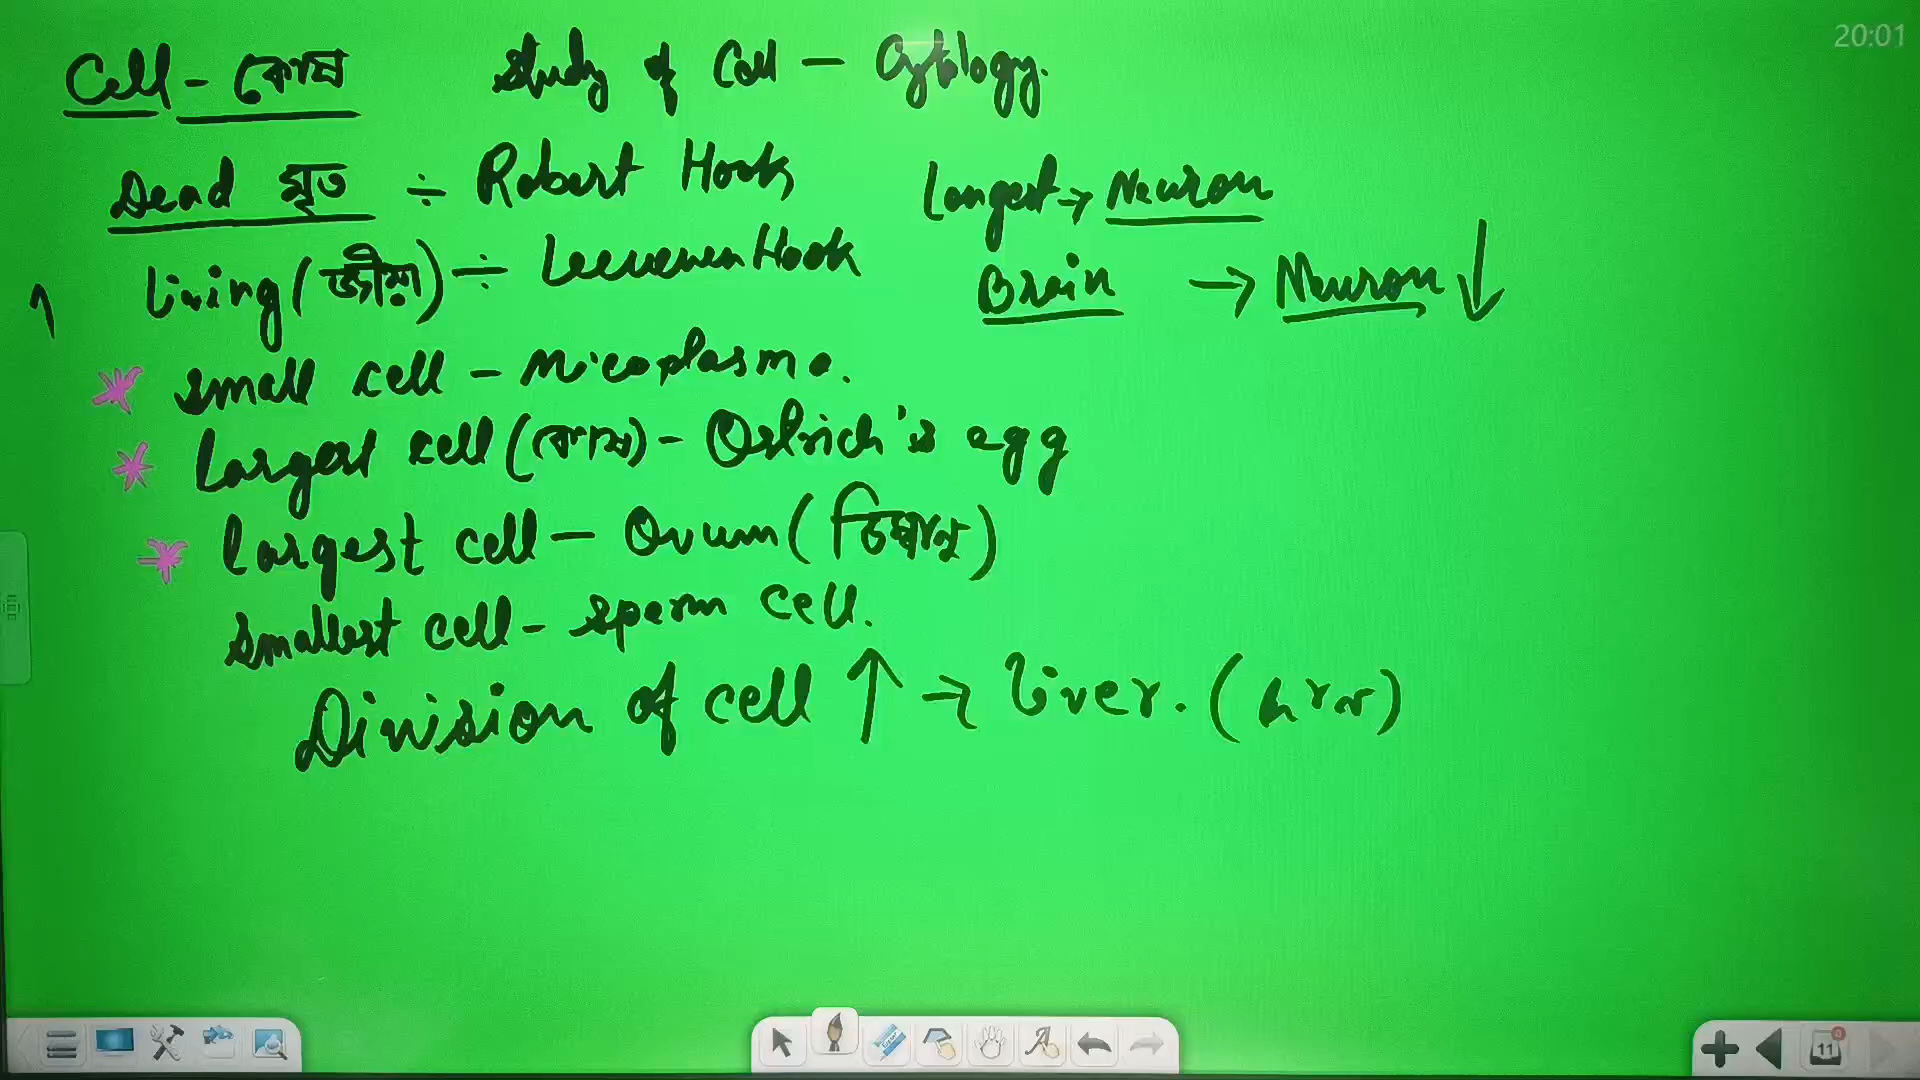 Cell - কোষ Study of Cell - Cytology.
Dead মৃত ÷ Robert Hook
Longest → Neuron
Living (জীয়া) ÷ LeeuwenHook
Brain → Neuron ↓
* Small cell - Micoplasma.
* Largest cell (কোষ) - Ostrich's egg
* Largest cell - Ovum (ডিম্বানু)
Smallest cell - sperm cell.
Division of cell ↑ → Liver.
20:01
11